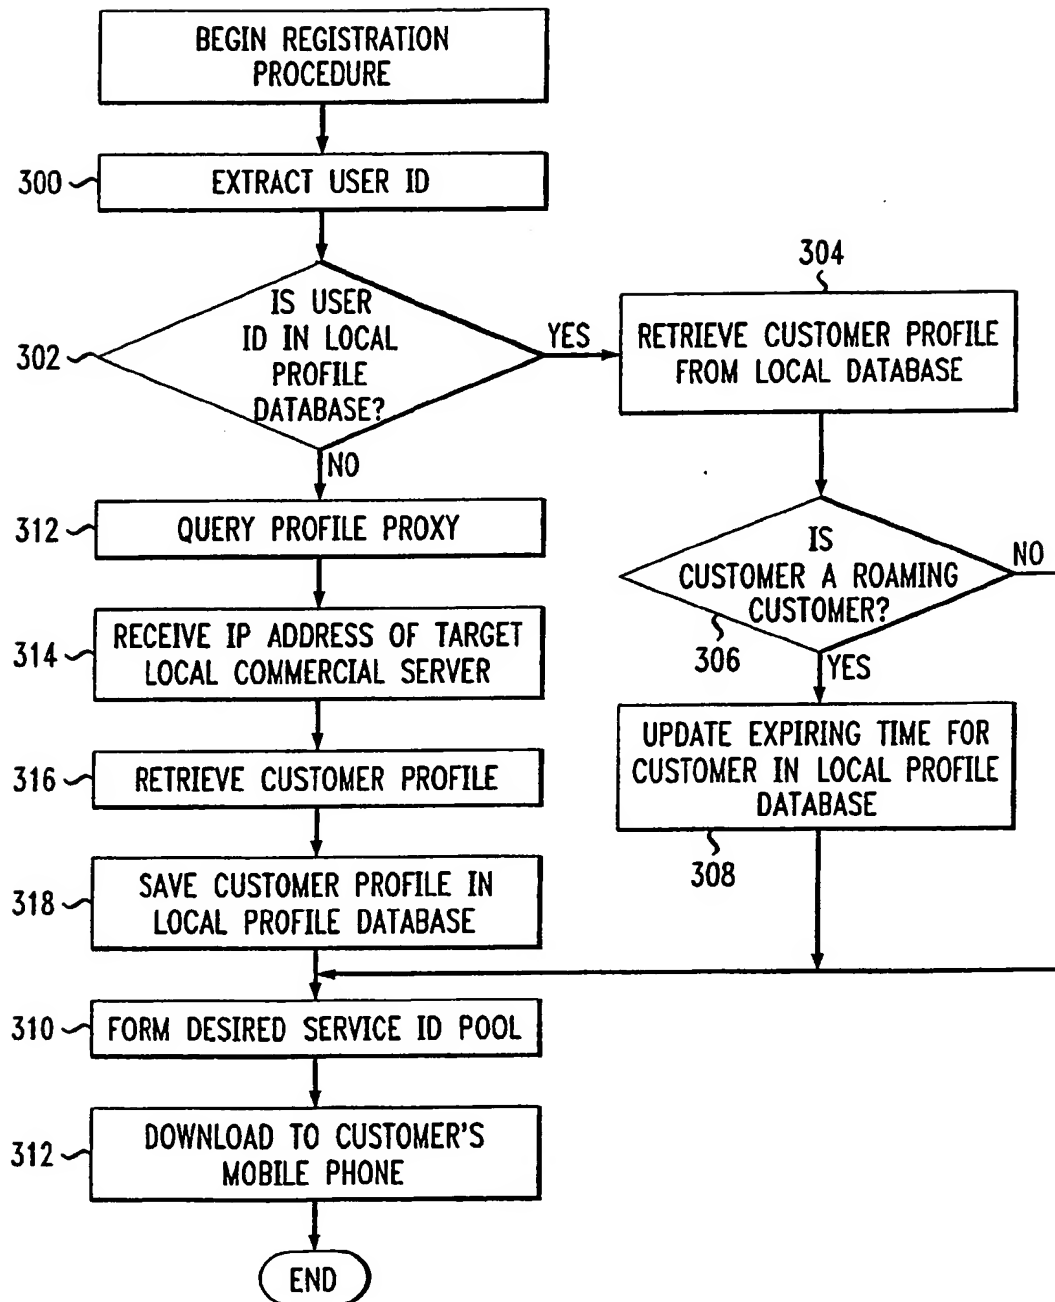 BEGIN REGISTRATION
PROCEDURE
300
EXTRACT USER ID
302
IS USER
ID IN LOCAL
PROFILE
DATABASE?
YES
NO
304
RETRIEVE CUSTOMER PROFILE
FROM LOCAL DATABASE
IS
CUSTOMER A ROAMING
CUSTOMER?
306
NO
YES
UPDATE EXPIRING TIME FOR
CUSTOMER IN LOCAL PROFILE
DATABASE
308
312
QUERY PROFILE PROXY
314
RECEIVE IP ADDRESS OF TARGET
LOCAL COMMERCIAL SERVER
316
RETRIEVE CUSTOMER PROFILE
318
SAVE CUSTOMER PROFILE IN
LOCAL PROFILE DATABASE
310
FORM DESIRED SERVICE ID POOL
312
DOWNLOAD TO CUSTOMER'S
MOBILE PHONE
END